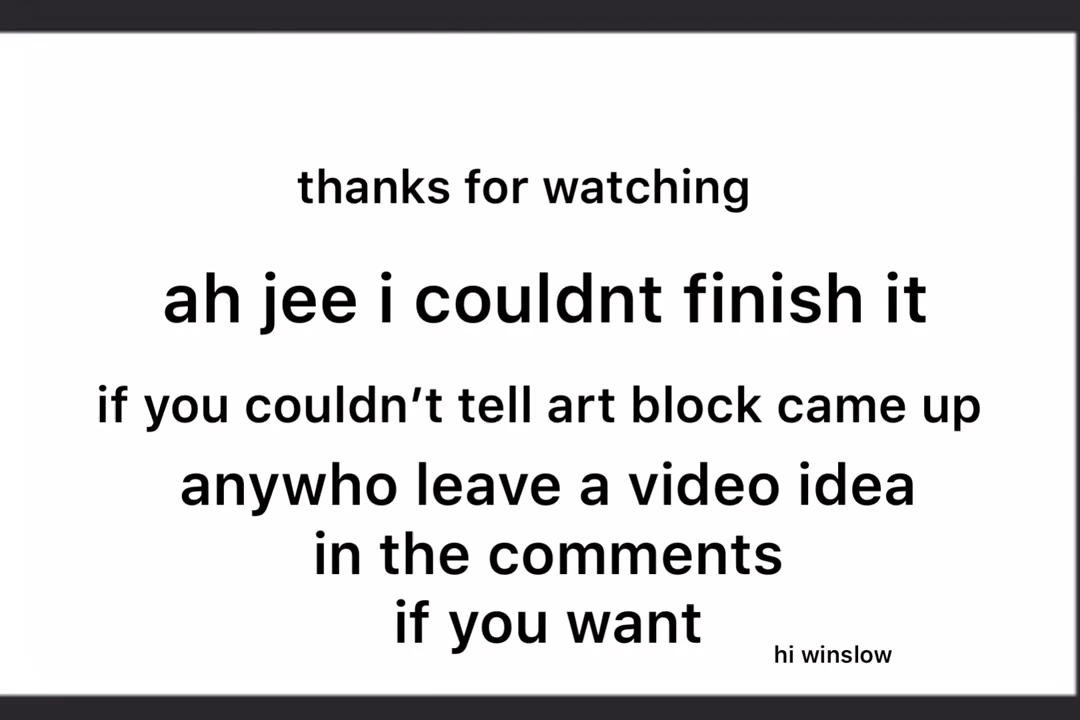 thanks for watching
ah jee i couldnt finish it
if you couldn’t tell art block came up
anywho leave a video idea
in the comments
if you want
hi winslow